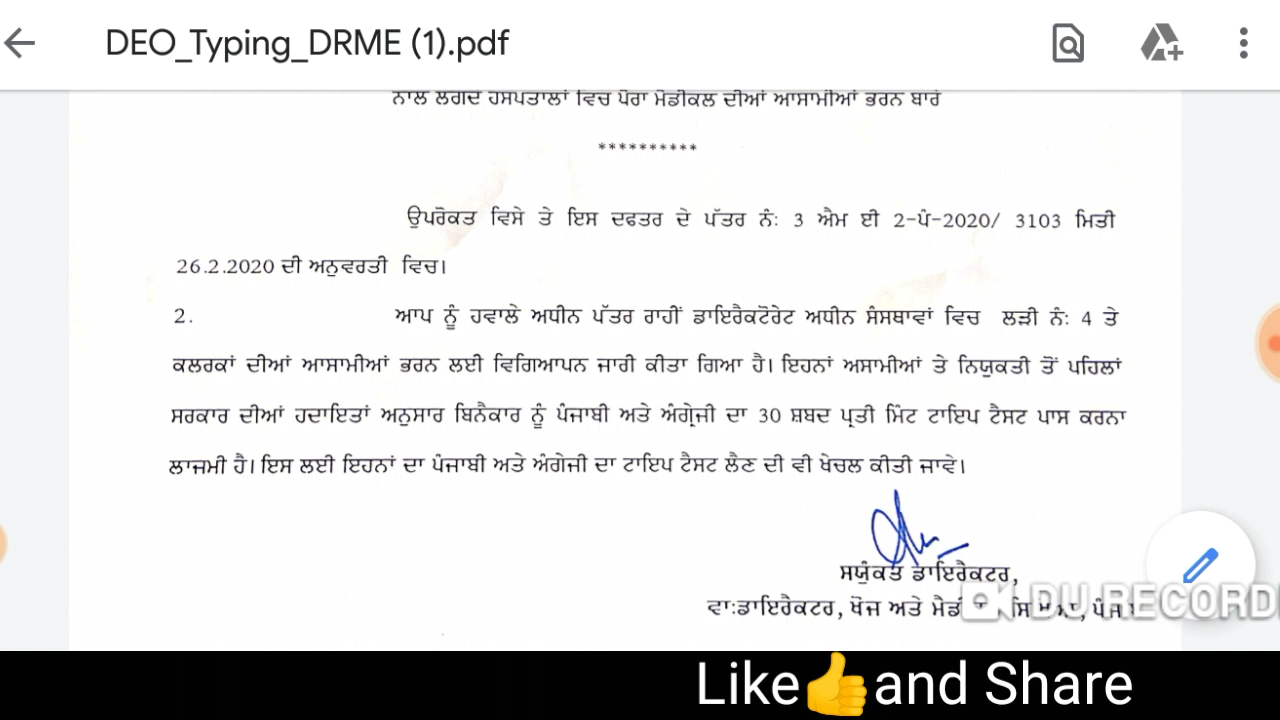 DEO_Typing_DRME (1).pdf
ਨਾਲ ਲਗਦੇ ਹਸਪਤਾਲਾਂ ਵਿਚ ਪੈਰਾ ਮੈਡੀਕਲ ਦੀਆਂ ਆਸਾਮੀਆਂ ਭਰਨ ਬਾਰੇ
**********
ਉਪਰੋਕਤ ਵਿਸੇ ਤੇ ਇਸ ਦਫਤਰ ਦੇ ਪੱਤਰ ਨੰ: 3 ਐਮ ਈ 2-ਪੰ-2020/ 3103 ਮਿਤੀ
26.2.2020 ਦੀ ਅਨੁਵਰਤੀ ਵਿਚ।
2. ਆਪ ਨੂੰ ਹਵਾਲੇ ਅਧੀਨ ਪੱਤਰ ਰਾਹੀਂ ਡਾਇਰੈਕਟੋਰੇਟ ਅਧੀਨ ਸੰਸਥਾਵਾਂ ਵਿਚ ਲੜੀ ਨੰ: 4 ਤੇ
ਕਲਰਕਾਂ ਦੀਆਂ ਆਸਾਮੀਆਂ ਭਰਨ ਲਈ ਵਿਗਿਆਪਨ ਜਾਰੀ ਕੀਤਾ ਗਿਆ ਹੈ। ਇਹਨਾਂ ਅਸਾਮੀਆਂ ਤੇ ਨਿਯੁਕਤੀ ਤੋਂ ਪਹਿਲਾਂ
ਸਰਕਾਰ ਦੀਆਂ ਹਦਾਇਤਾਂ ਅਨੁਸਾਰ ਬਿਨੈਕਾਰ ਨੂੰ ਪੰਜਾਬੀ ਅਤੇ ਅੰਗ੍ਰੇਜੀ ਦਾ 30 ਸ਼ਬਦ ਪ੍ਰਤੀ ਮਿੰਟ ਟਾਇਪ ਟੈਸਟ ਪਾਸ ਕਰਨਾ
ਲਾਜਮੀ ਹੈ। ਇਸ ਲਈ ਇਹਨਾਂ ਦਾ ਪੰਜਾਬੀ ਅਤੇ ਅੰਗੇਜੀ ਦਾ ਟਾਇਪ ਟੈਸਟ ਲੈਣ ਦੀ ਵੀ ਖੇਚਲ ਕੀਤੀ ਜਾਵੇ।
ਸਯੁੰਕਤ ਡਾਇਰੈਕਟਰ,
ਵਾ:ਡਾਇਰੈਕਟਰ, ਖੋਜ ਅਤੇ
DU RECORD
Like👍and Share